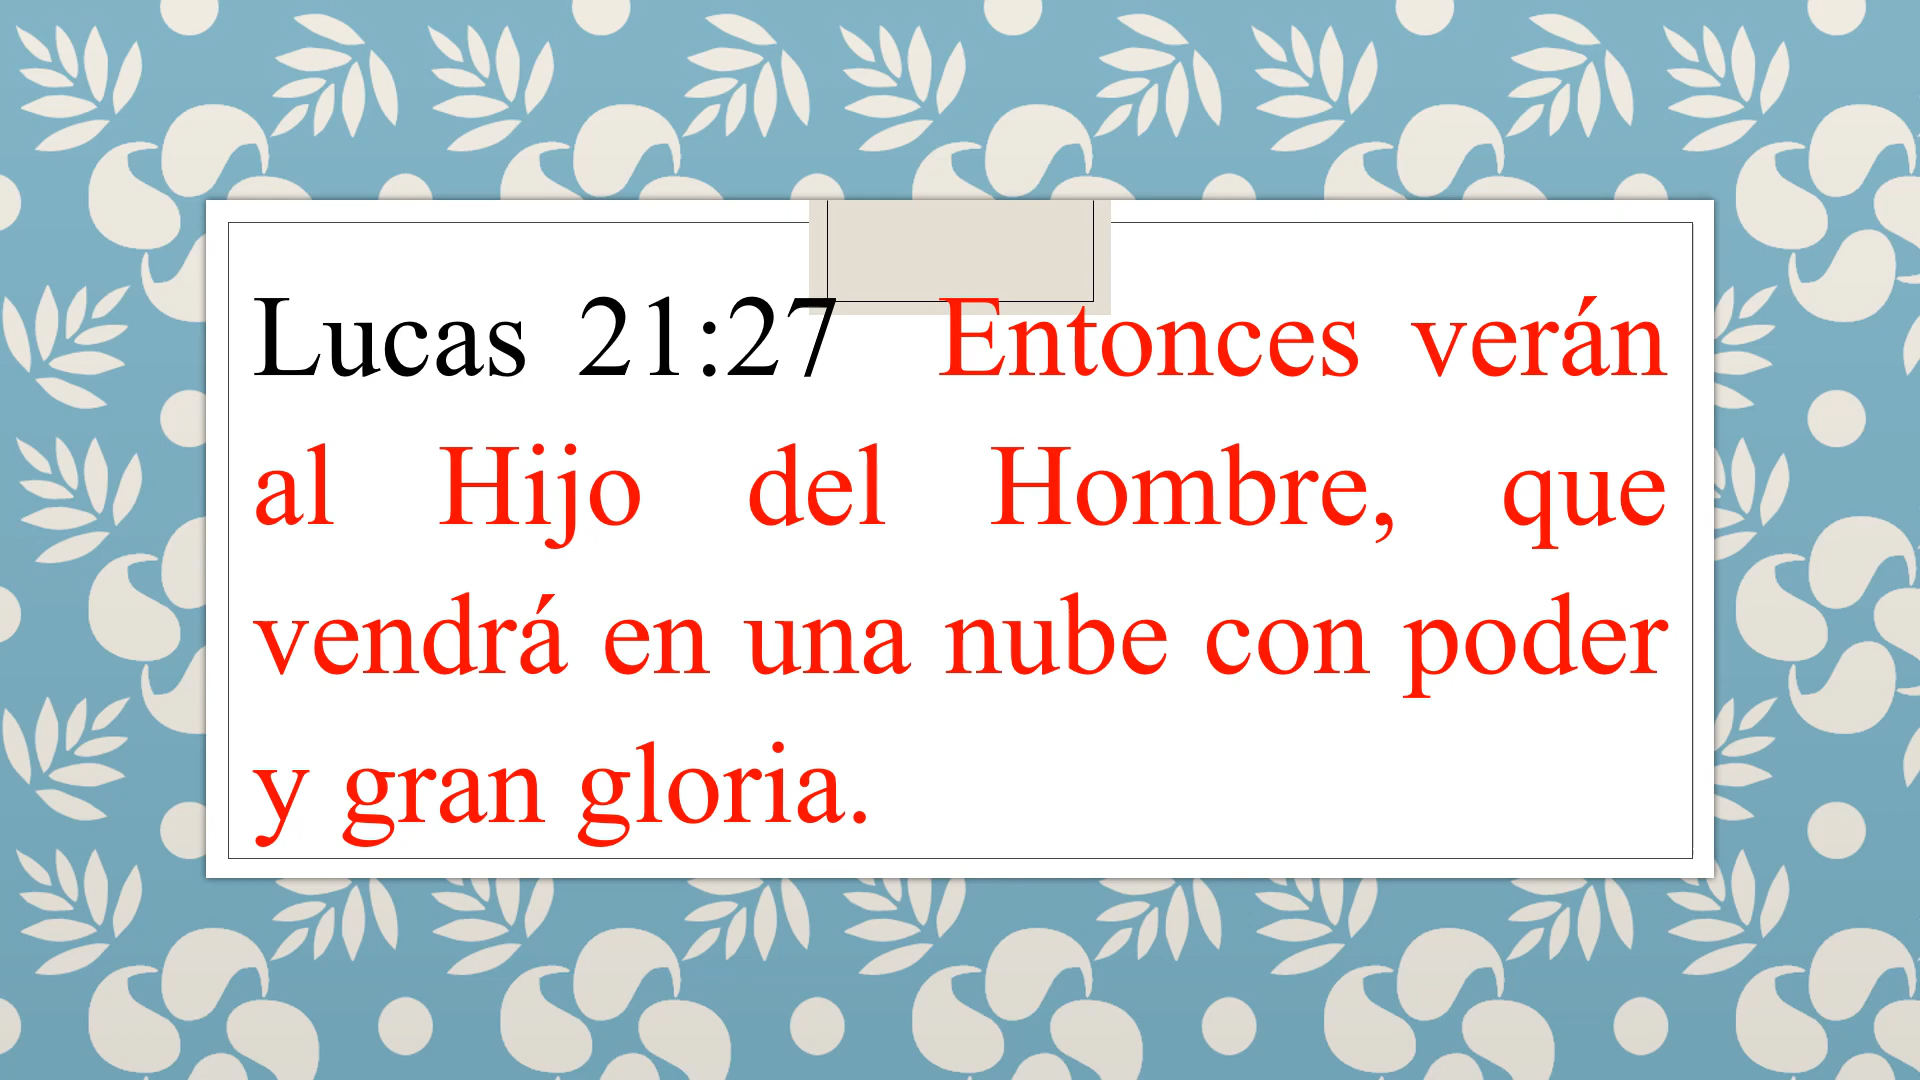 Lucas 21:27 Entonces verán
al Hijo del Hombre, que
vendrá en una nube con poder
y gran gloria.